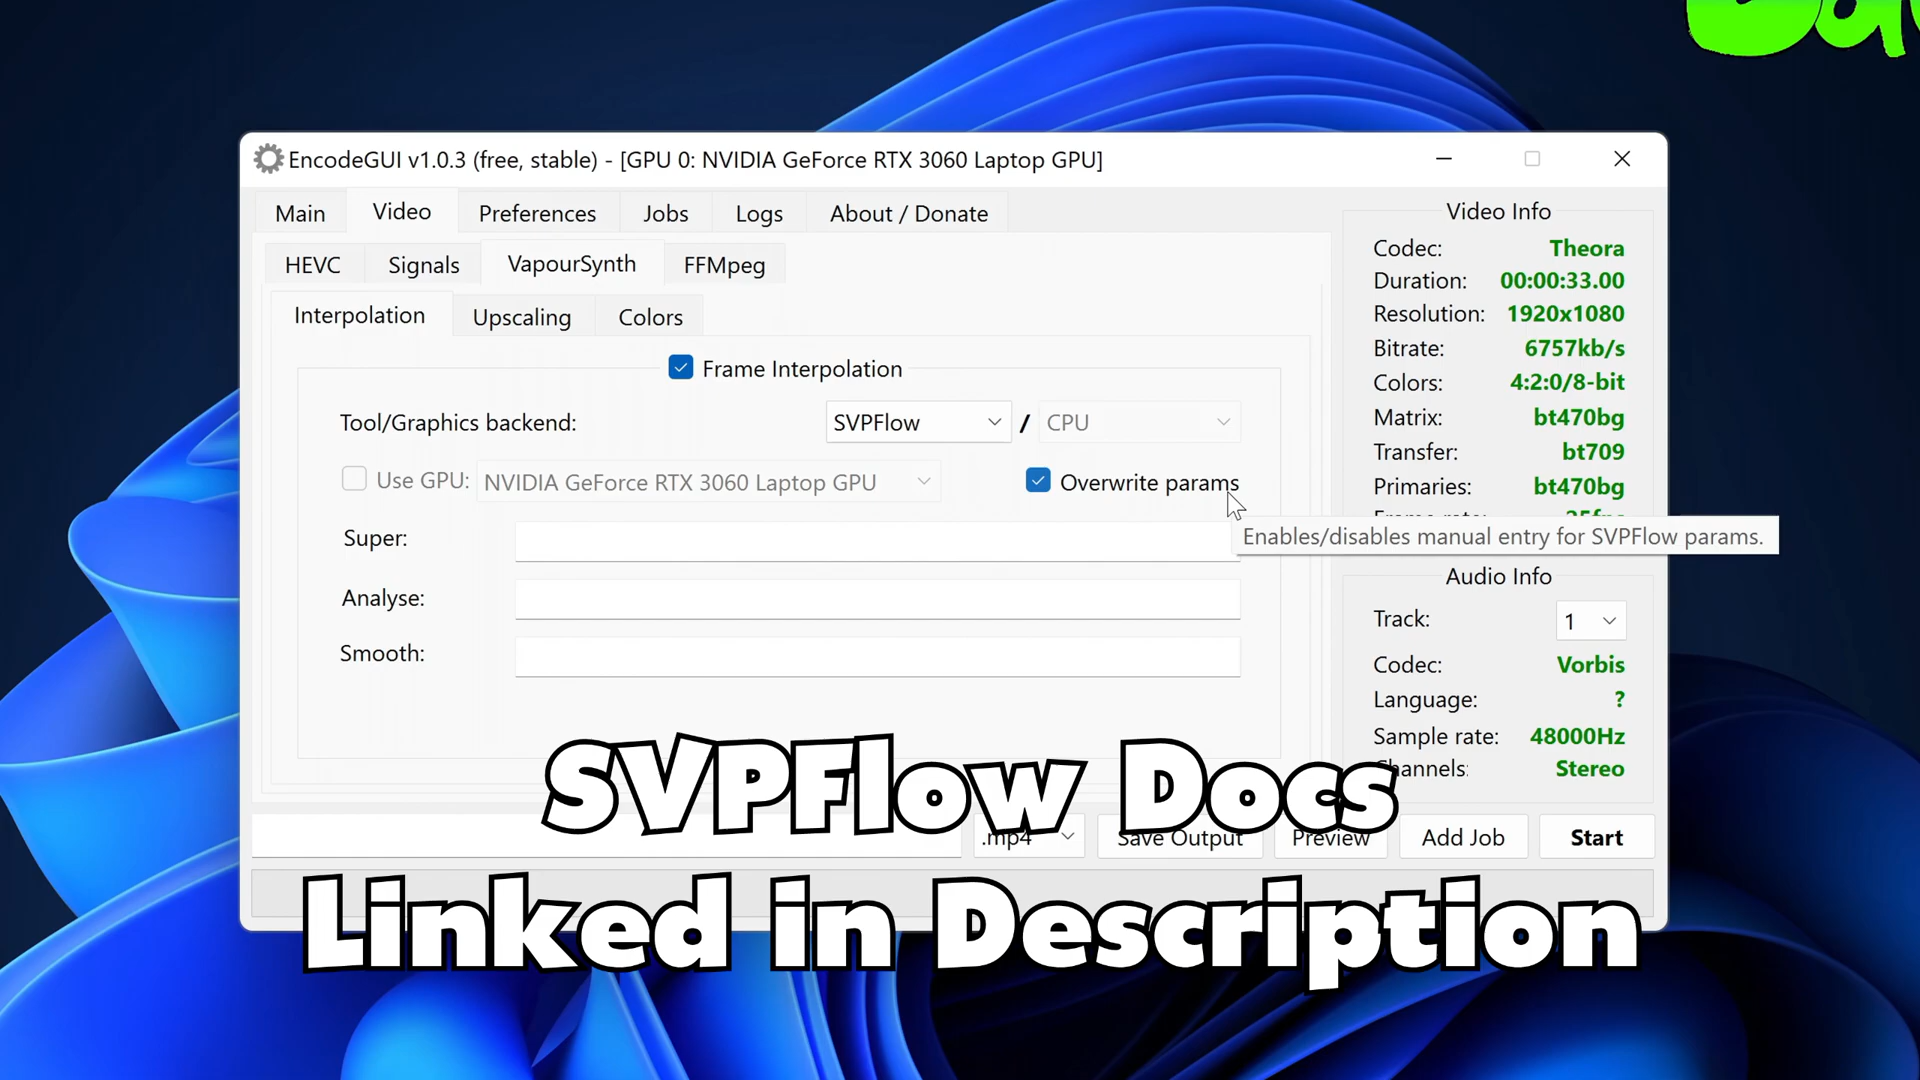 EncodeGUI v1.0.3 (free, stable) - [GPU 0: NVIDIA GeForce RTX 3060 Laptop GPU]
Main Video Preferences Jobs Logs About / Donate
HEVC Signals VapourSynth FFMpeg
Interpolation Upscaling Colors
Frame Interpolation
Tool/Graphics backend: SVPFlow / CPU
Use GPU: NVIDIA GeForce RTX 3060 Laptop GPU Overwrite params
Enables/disables manual entry for SVPFlow params.
Super:
Analyse:
Smooth:
Video Info
Codec: Theora
Duration: 00:00:33.00
Resolution: 1920x1080
Bitrate: 6757kb/s
Colors: 4:2:0/8-bit
Matrix: bt470bg
Transfer: bt709
Primaries: bt470bg
Audio Info
Track: 1
Codec: Vorbis
Language: ?
Sample rate: 48000Hz
Channels: Stereo
.mp4 Save Output Preview Add Job Start
SVPFlow Docs
Linked in Description